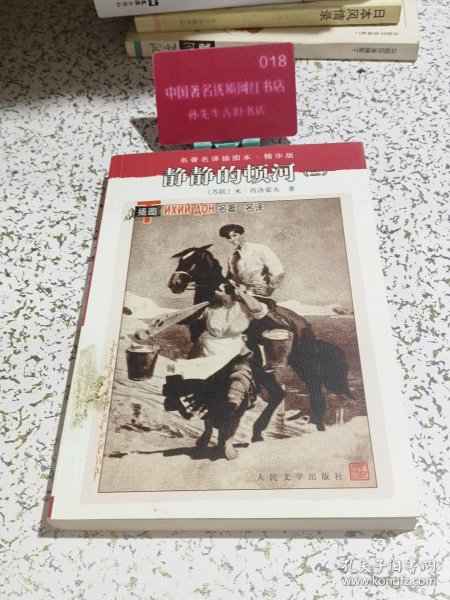 日本风情录
018
中国著名优质网红书店
孙先生古旧书店
名著名译插图本·精华版
静静的顿河(二)
〔苏联〕米·肖洛霍夫 著
插图
ТИХИЙ ДОН 名著 名译
人民文学出版社
孔夫子旧书网
www.kongfz.com